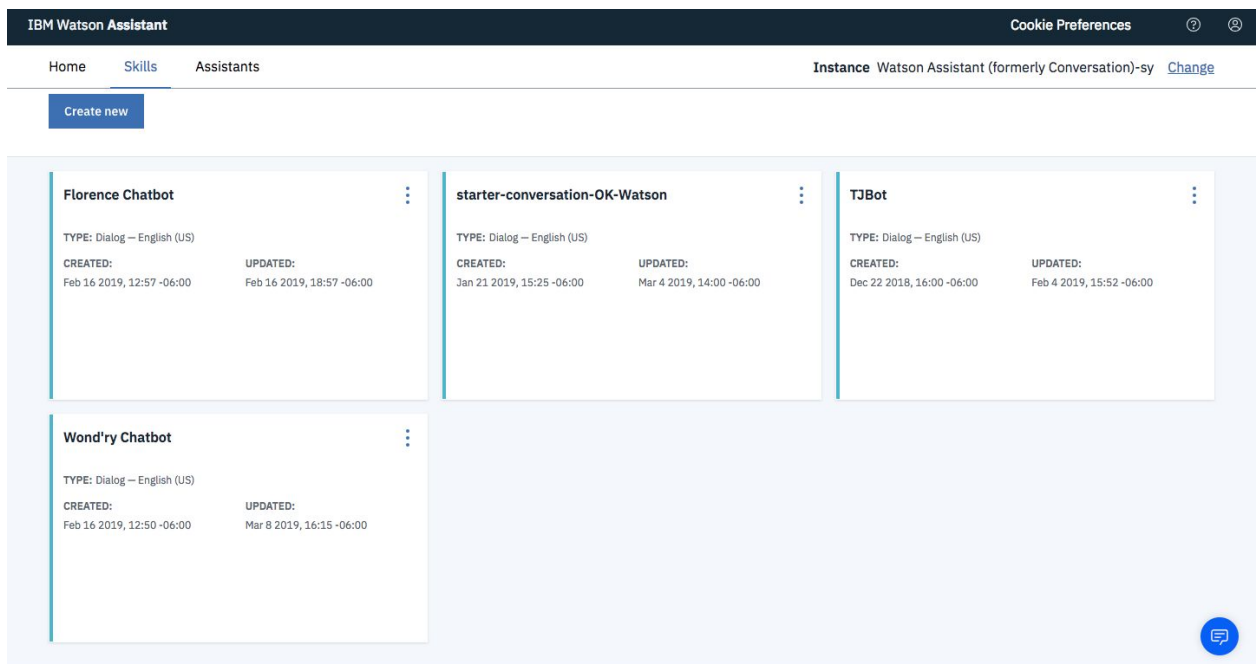 IBM Watson Assistant Cookie Preferences
Home Skills Assistants Instance Watson Assistant (formerly Conversation)-sy Change
Create new
Florence Chatbot
TYPE: Dialog — English (US)
CREATED: UPDATED:
Feb 16 2019, 12:57 -06:00 Feb 16 2019, 18:57 -06:00
starter-conversation-OK-Watson
TYPE: Dialog — English (US)
CREATED: UPDATED:
Jan 21 2019, 15:25 -06:00 Mar 4 2019, 14:00 -06:00
TJBot
TYPE: Dialog — English (US)
CREATED: UPDATED:
Dec 22 2018, 16:00 -06:00 Feb 4 2019, 15:52 -06:00
Wond'ry Chatbot
TYPE: Dialog — English (US)
CREATED: UPDATED:
Feb 16 2019, 12:50 -06:00 Mar 8 2019, 16:15 -06:00